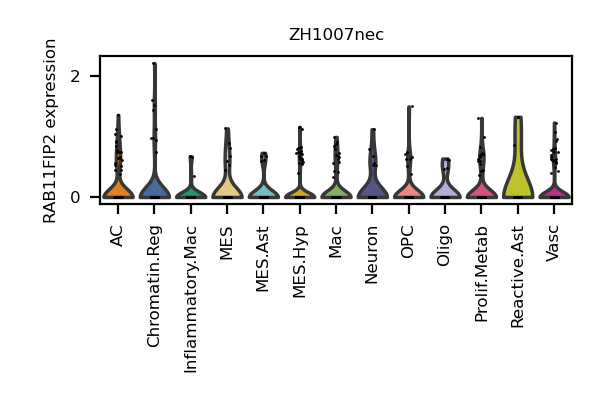 ZH1007nec
RAB11FIP2 expression
2
0
AC
Chromatin.Reg
Inflammatory.Mac
MES
MES.Ast
MES.Hyp
Mac
Neuron
OPC
Oligo
Prolif.Metab
Reactive.Ast
Vasc